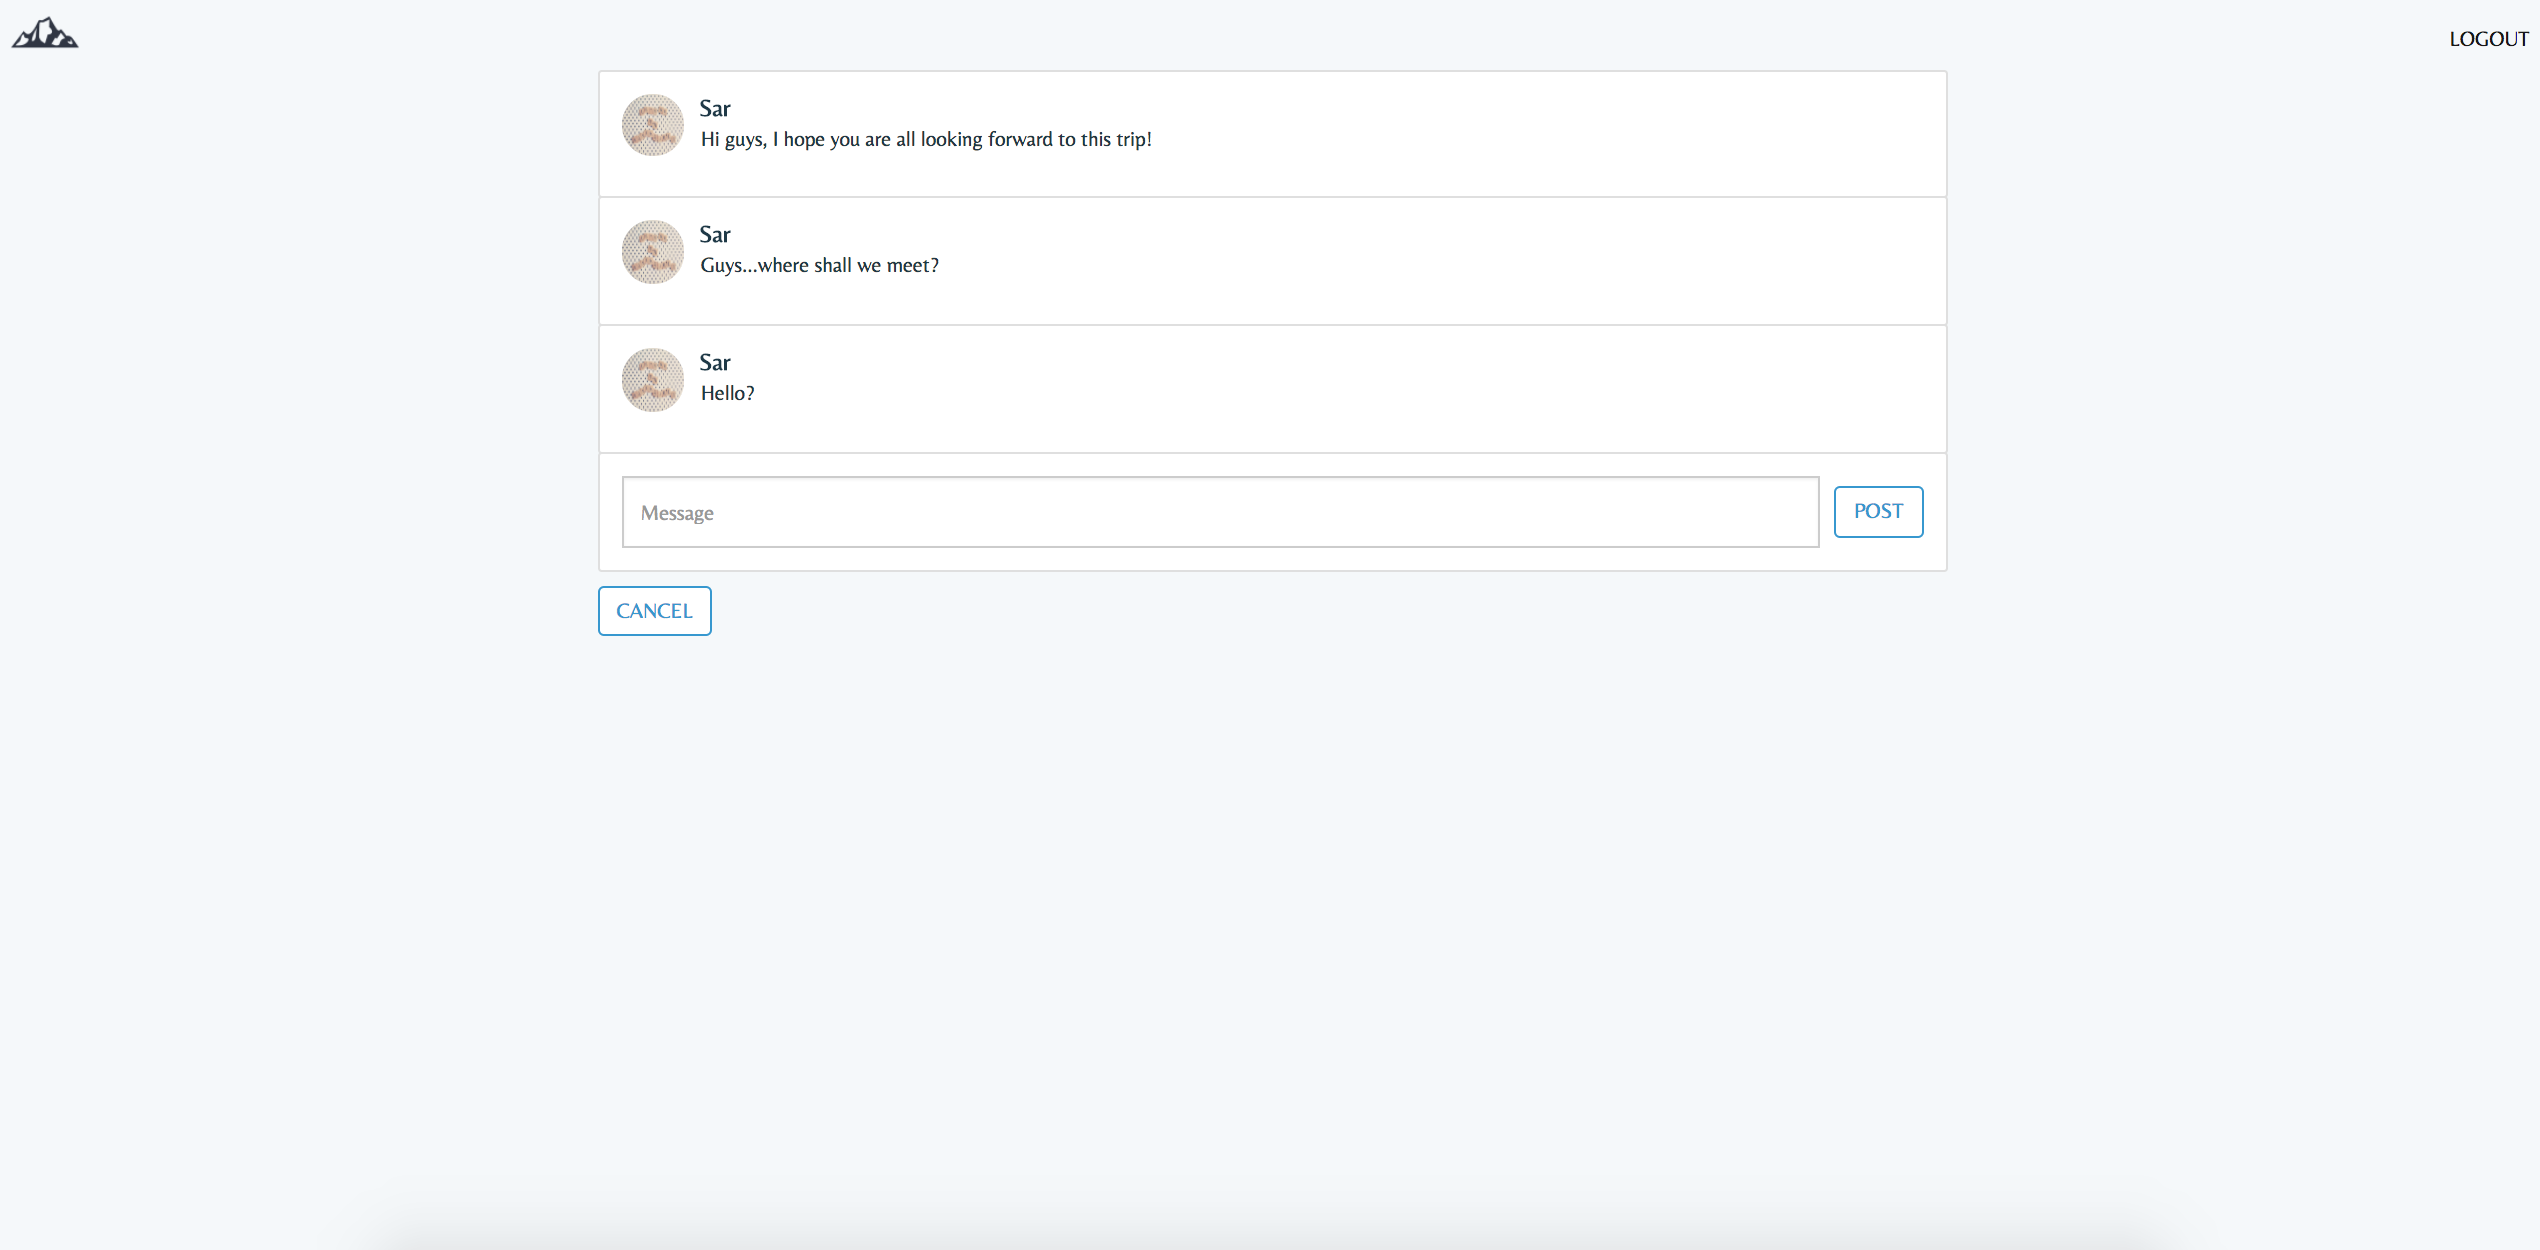 LOGOUT
Sar
Hi guys, I hope you are all looking forward to this trip!
Sar
Guys...where shall we meet?
Sar
Hello?
Message
POST
CANCEL